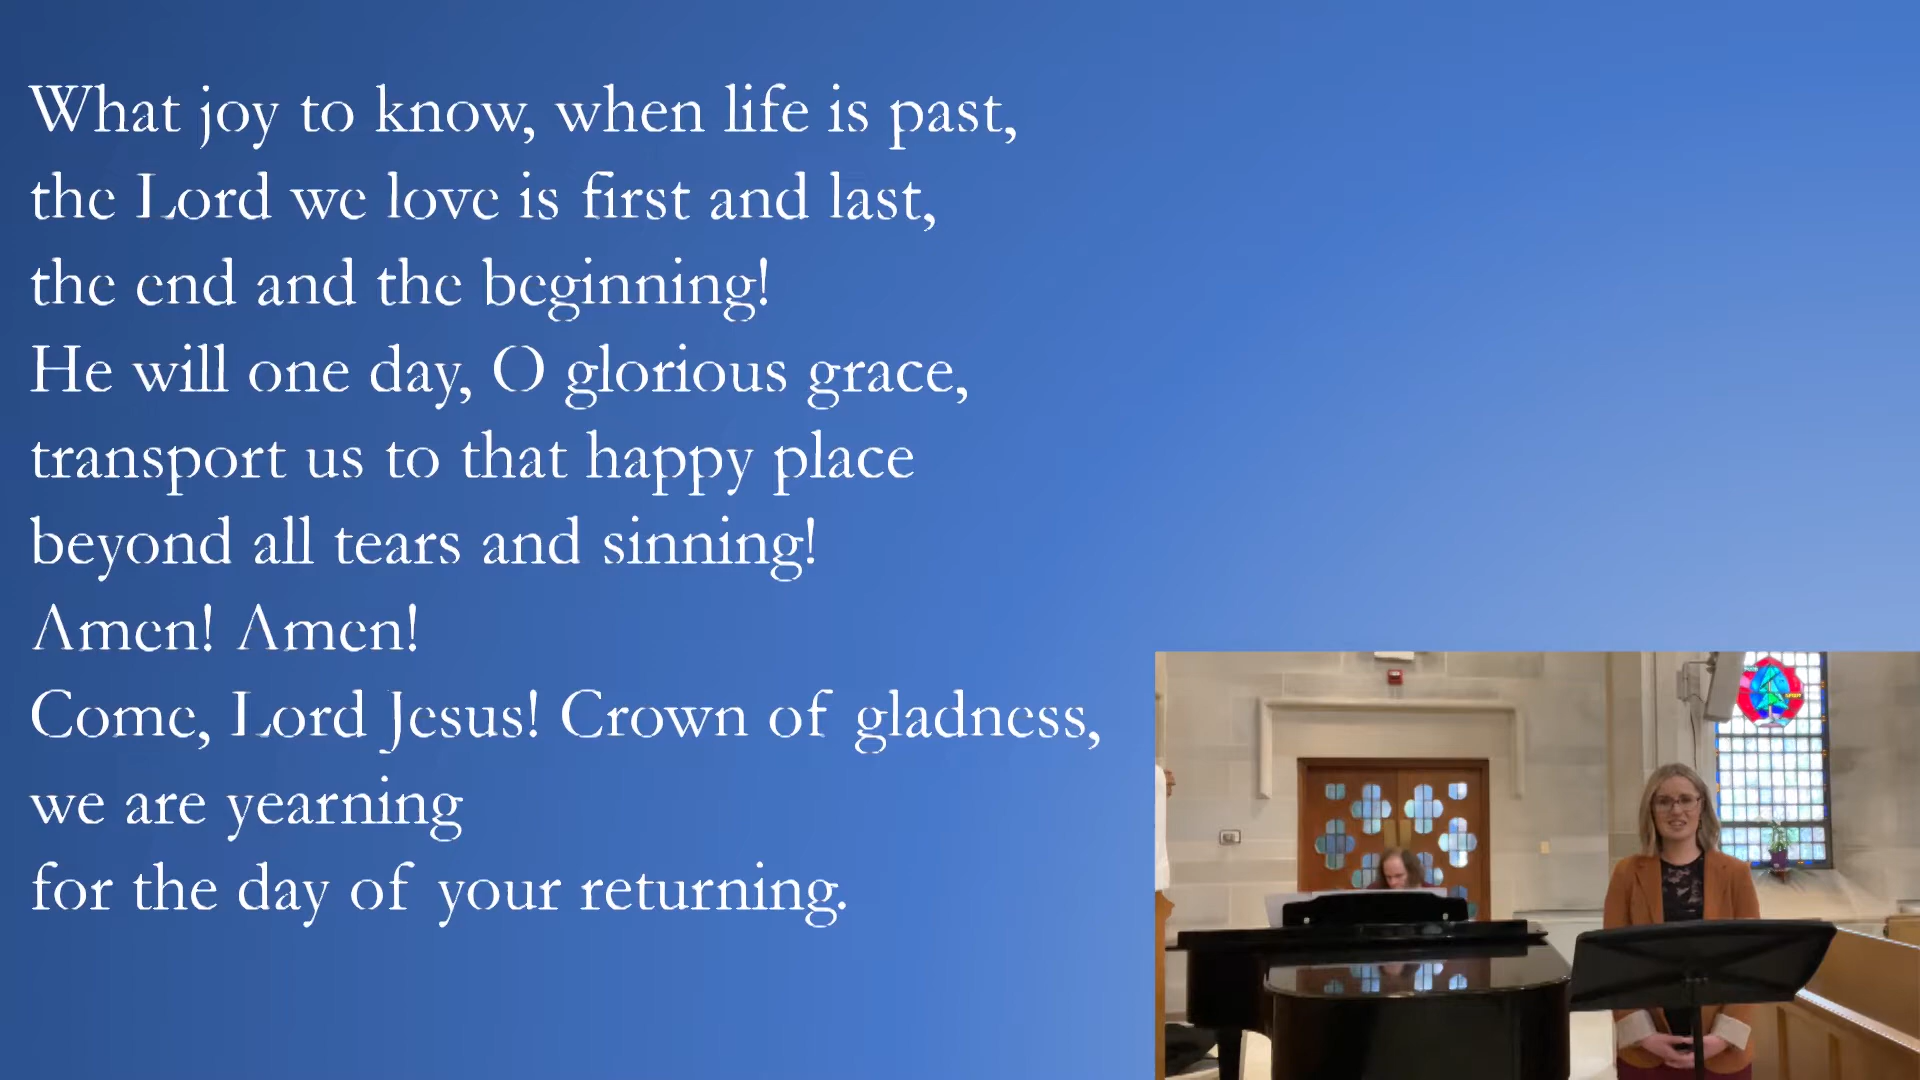 What joy to know, when life is past,
the Lord we love is first and last,
the end and the beginning!
He will one day, O glorious grace,
transport us to that happy place
beyond all tears and sinning!
Amen! Amen!
Come, Lord Jesus! Crown of gladness,
we are yearning
for the day of your returning.